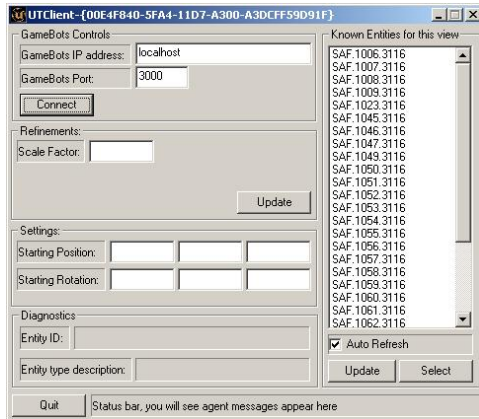 UTClient-{00E4F840-5FA4-11D7-A300-A3DCFF59D91F}
GameBots Controls
GameBots IP address: localhost
GameBots Port: 3000
Connect
Refinements:
Scale Factor:
Update
Settings:
Starting Position:
Starting Rotation:
Diagnostics
Entity ID:
Entity type description:
Known Entities for this view
SAF.1006.3116
SAF.1007.3116
SAF.1008.3116
SAF.1009.3116
SAF.1023.3116
SAF.1045.3116
SAF.1046.3116
SAF.1047.3116
SAF.1049.3116
SAF.1050.3116
SAF.1051.3116
SAF.1052.3116
SAF.1053.3116
SAF.1054.3116
SAF.1055.3116
SAF.1056.3116
SAF.1057.3116
SAF.1058.3116
SAF.1059.3116
SAF.1060.3116
SAF.1061.3116
SAF.1062.3116
Auto Refresh
Update Select
Quit Status bar, you will see agent messages appear here